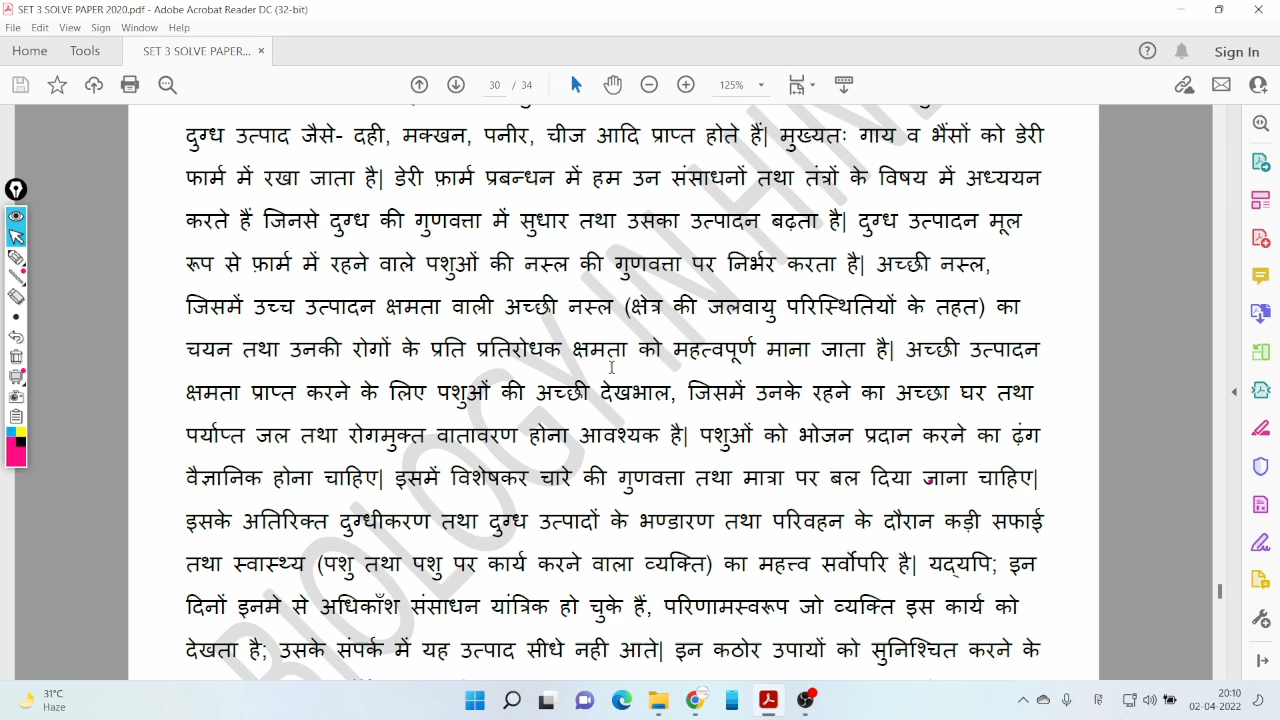 SET 3 SOLVE PAPER 2020.pdf - Adobe Acrobat Reader DC (32-bit)
File Edit View Sign Window Help
Home Tools SET 3 SOLVE PAPER... × Sign In
30 / 34 125%
दुग्ध उत्पाद जैसे- दही, मक्खन, पनीर, चीज आदि प्राप्त होते हैं| मुख्यतः गाय व भैंसों को डेरी
फार्म में रखा जाता है| डेरी फ़ार्म प्रबन्धन में हम उन संसाधनों तथा तंत्रों के विषय में अध्ययन
करते हैं जिनसे दुग्ध की गुणवत्ता में सुधार तथा उसका उत्पादन बढ़ता है| दुग्ध उत्पादन मूल
रूप से फ़ार्म में रहने वाले पशुओं की नस्ल की गुणवत्ता पर निर्भर करता है| अच्छी नस्ल,
जिसमें उच्च उत्पादन क्षमता वाली अच्छी नस्ल (क्षेत्र की जलवायु परिस्थितियों के तहत) का
चयन तथा उनकी रोगों के प्रति प्रतिरोधक क्षमता को महत्वपूर्ण माना जाता है| अच्छी उत्पादन
क्षमता प्राप्त करने के लिए पशुओं की अच्छी देखभाल, जिसमें उनके रहने का अच्छा घर तथा
पर्याप्त जल तथा रोगमुक्त वातावरण होना आवश्यक है| पशुओं को भोजन प्रदान करने का ढ़ंग
वैज्ञानिक होना चाहिए| इसमें विशेषकर चारे की गुणवत्ता तथा मात्रा पर बल दिया जाना चाहिए|
इसके अतिरिक्त दुग्धीकरण तथा दुग्ध उत्पादों के भण्डारण तथा परिवहन के दौरान कड़ी सफाई
तथा स्वास्थ्य (पशु तथा पशु पर कार्य करने वाला व्यक्ति) का महत्त्व सर्वोपरि है| यद्यपि; इन
दिनों इनमे से अधिकाँश संसाधन यांत्रिक हो चुके हैं, परिणामस्वरूप जो व्यक्ति इस कार्य को
देखता है; उसके संपर्क में यह उत्पाद सीधे नही आते| इन कठोर उपायों को सुनिश्चित करने के
BIOLOGY IN HIN
31°C
Haze
20:10
02-04-2022